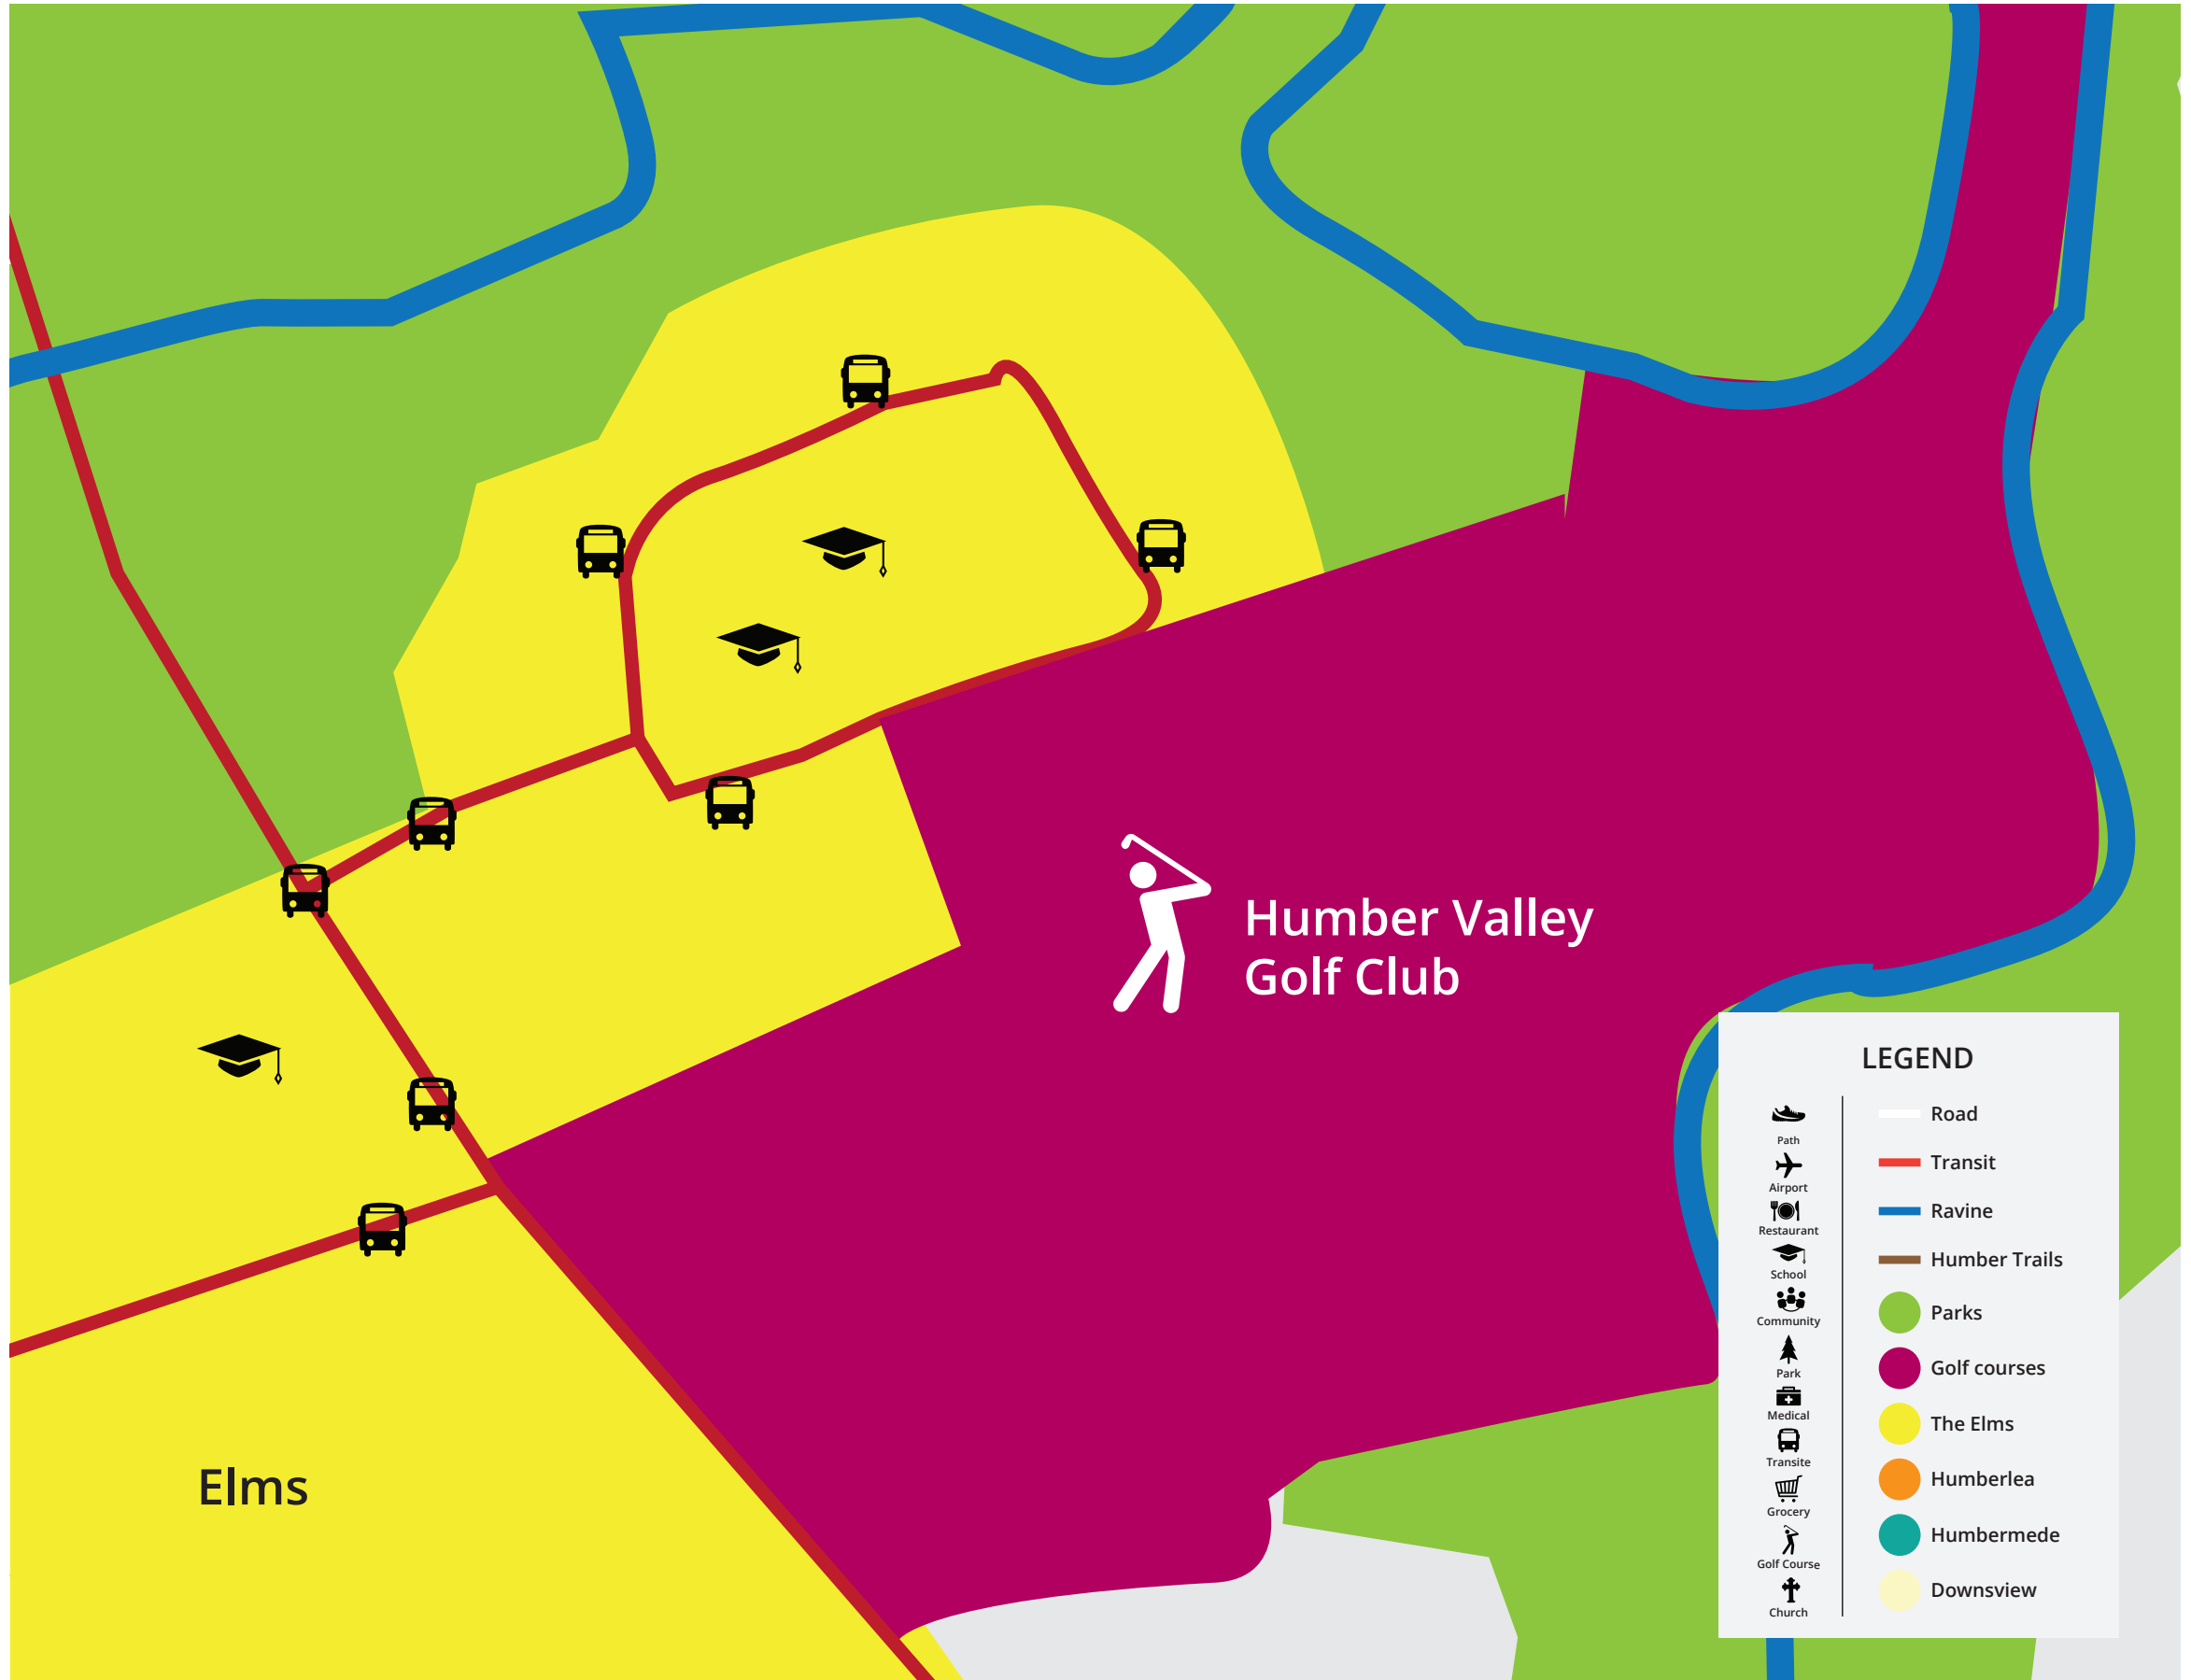 Humber Valley
Golf Club
Elms
LEGEND
Path
Airport
Restaurant
School
Community
Park
Medical
Transite
Grocery
Golf Course
Church
Road
Transit
Ravine
Humber Trails
Parks
Golf courses
The Elms
Humberlea
Humbermede
Downsview